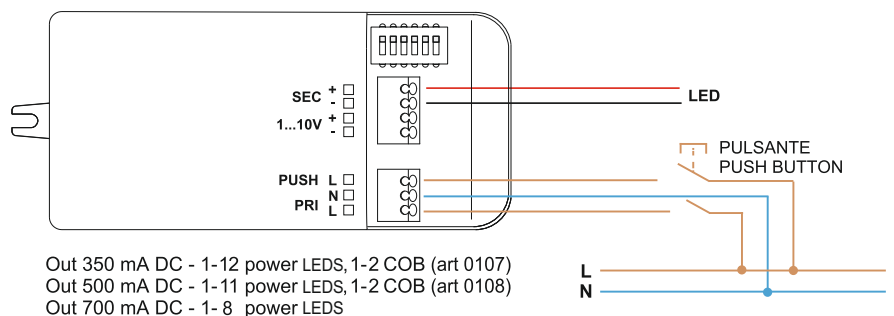 SEC +
-
1...10V +
-
LED
PULSANTE
PUSH BUTTON
PUSH L
N
PRI L
Out 350 mA DC - 1-12 power LEDS, 1-2 COB (art 0107)
Out 500 mA DC - 1-11 power LEDS, 1-2 COB (art 0108)
Out 700 mA DC - 1- 8 power LEDS
L
N